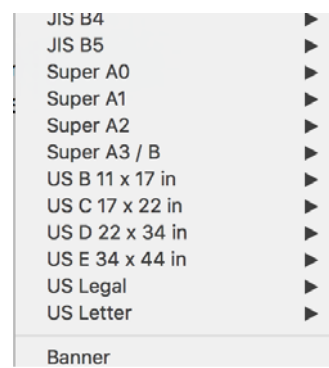 JIS B4
JIS B5
Super A0
Super A1
Super A2
Super A3 / B
US B 11 x 17 in
US C 17 x 22 in
US D 22 x 34 in
US E 34 x 44 in
US Legal
US Letter
Banner